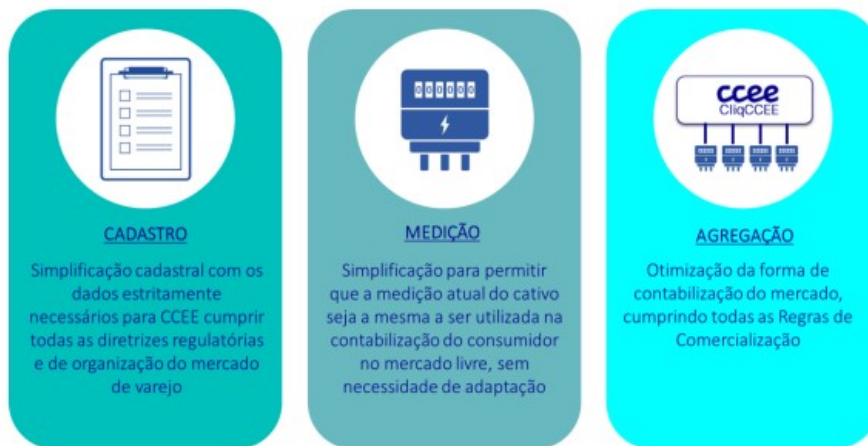 CADASTRO
Simplificação cadastral com os
dados estritamente
necessários para CCEE cumprir
todas as diretrizes regulatórias
e de organização do mercado
de varejo
000000
MEDIÇÃO
Simplificação para permitir
que a medição atual do cativo
seja a mesma a ser utilizada na
contabilização do consumidor
no mercado livre, sem
necessidade de adaptação
ccee
CliqCCEE
AGREGAÇÃO
Otimização da forma de
contabilização do mercado,
cumprindo todas as Regras de
Comercialização